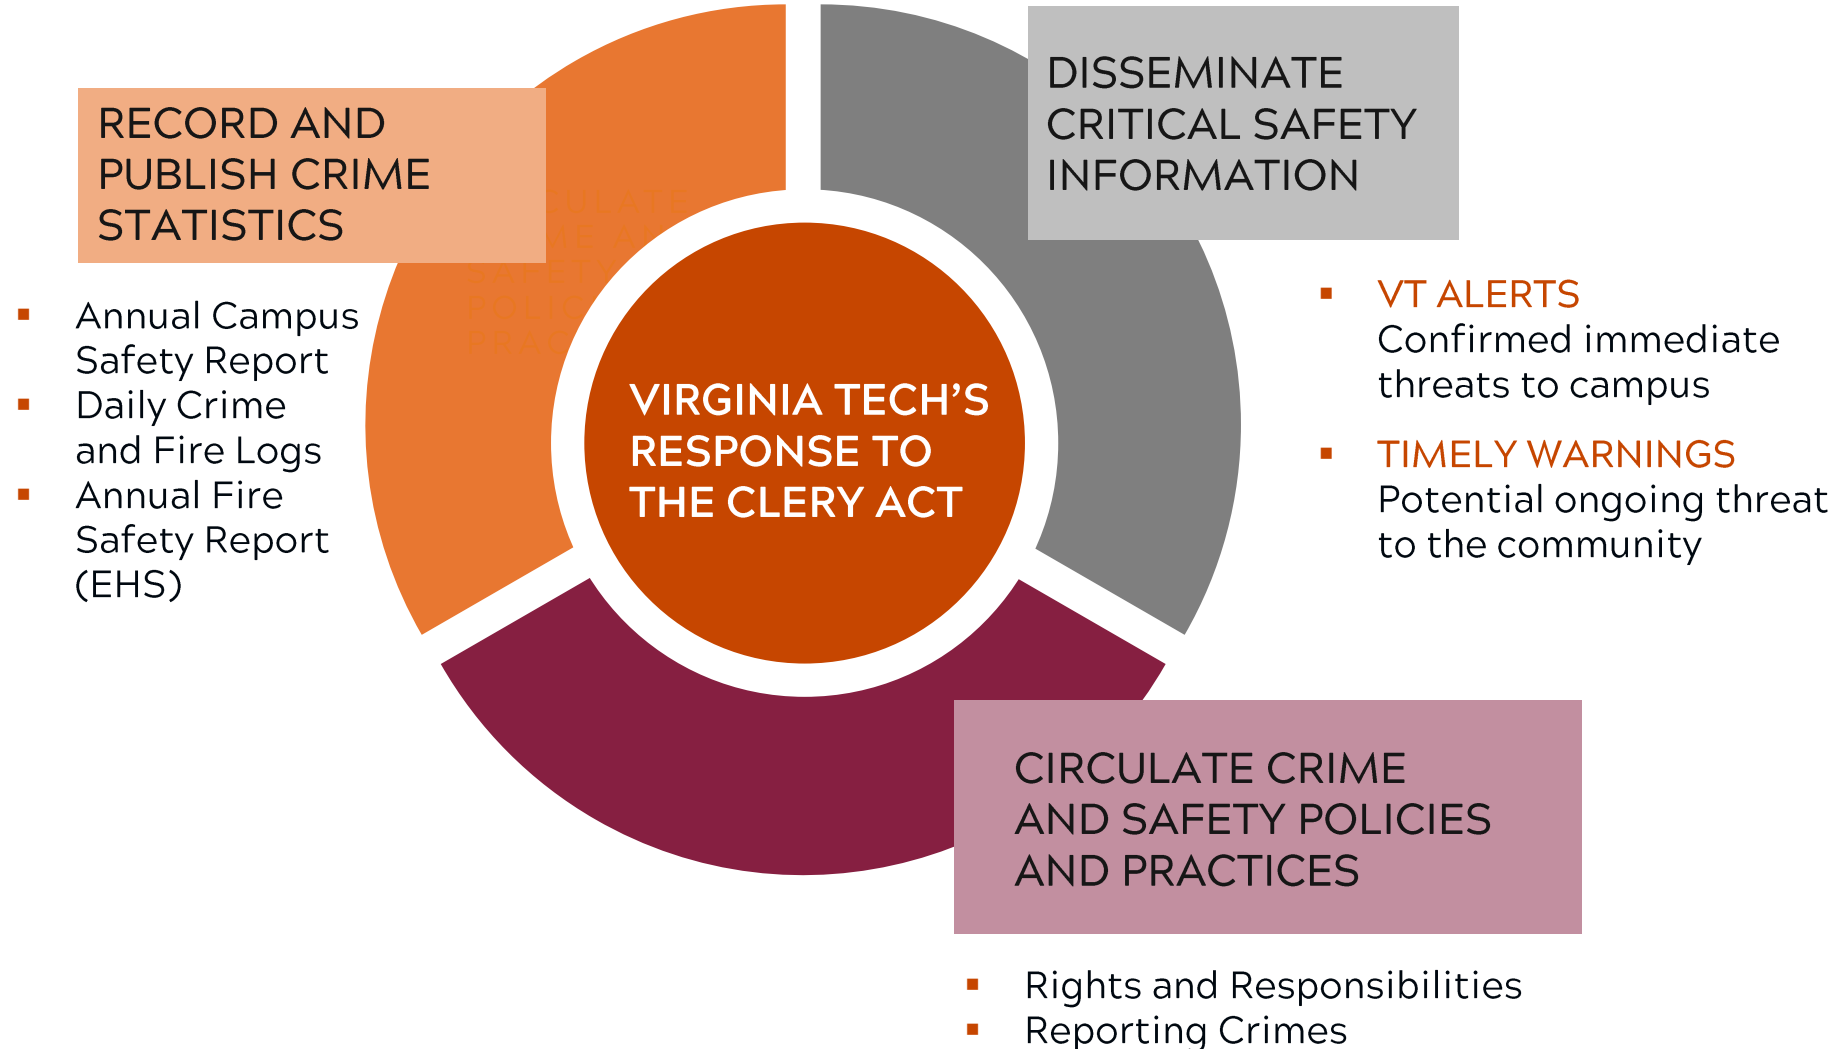 RECORD AND
PUBLISH CRIME
STATISTICS
Annual Campus
Safety Report
Daily Crime
and Fire Logs
Annual Fire
Safety Report
(EHS)
DISSEMINATE
CRITICAL SAFETY
INFORMATION
VT ALERTS
Confirmed immediate
threats to campus
TIMELY WARNINGS
Potential ongoing threat
to the community
VIRGINIA TECH’S
RESPONSE TO
THE CLERY ACT
CIRCULATE CRIME
AND SAFETY POLICIES
AND PRACTICES
Rights and Responsibilities
Reporting Crimes